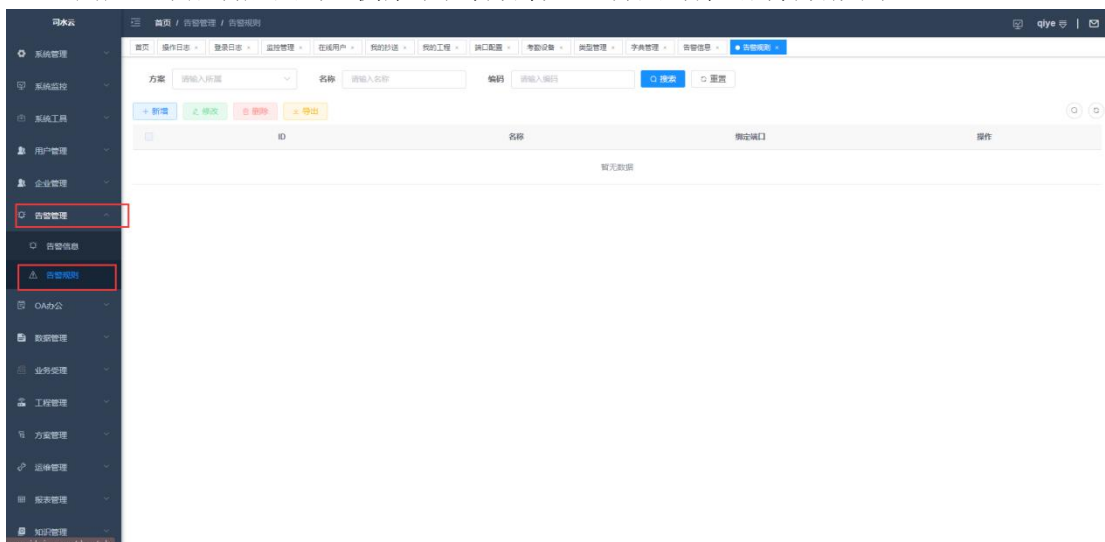 司水云
首页 / 告警管理 / 告警规则
qiye
首页 操作日志 × 登录日志 × 监控管理 × 在线用户 × 我的抄送 × 我的工程 × 接口配置 × 考勤设备 × 类型管理 × 字典管理 × 告警信息 × 告警规则 ×
方案 请输入所属 名称 请输入名称 编码 请输入编码 搜索 重置
+ 新增 修改 删除 导出
ID 名称 绑定端口 操作
暂无数据
系统管理
系统监控
系统工具
用户管理
企业管理
告警管理
告警信息
告警规则
OA办公
数据管理
业务受理
工程管理
方案管理
运维管理
报表管理
知识管理